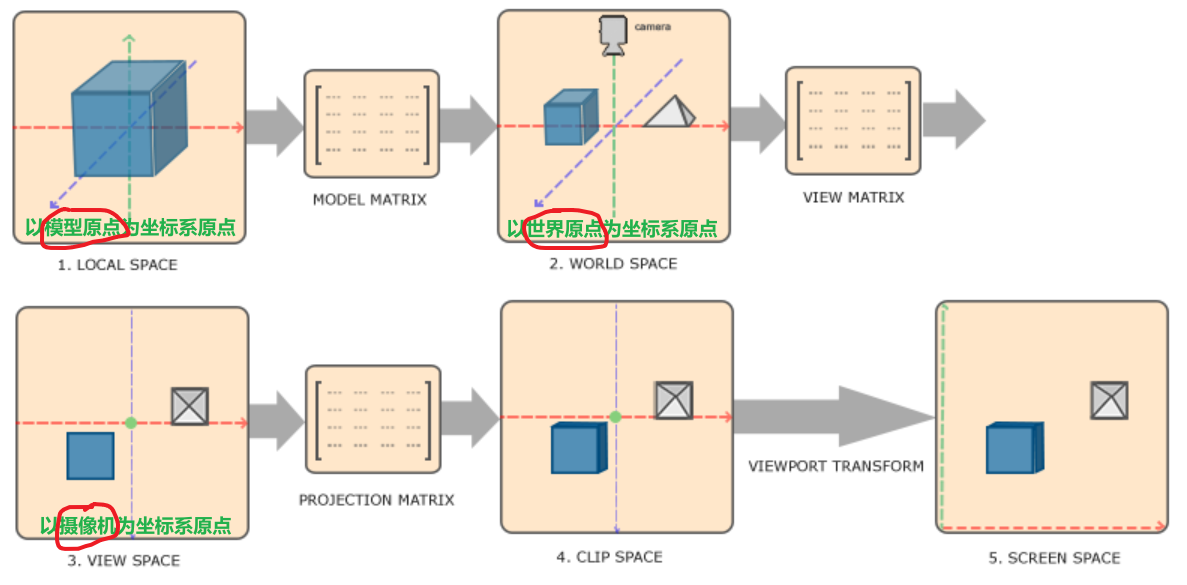 camera
MODEL MATRIX
VIEW MATRIX
以模型原点为坐标系原点
以世界原点为坐标系原点
1. LOCAL SPACE
2. WORLD SPACE
PROJECTION MATRIX
VIEWPORT TRANSFORM
以摄像机为坐标系原点
3. VIEW SPACE
4. CLIP SPACE
5. SCREEN SPACE